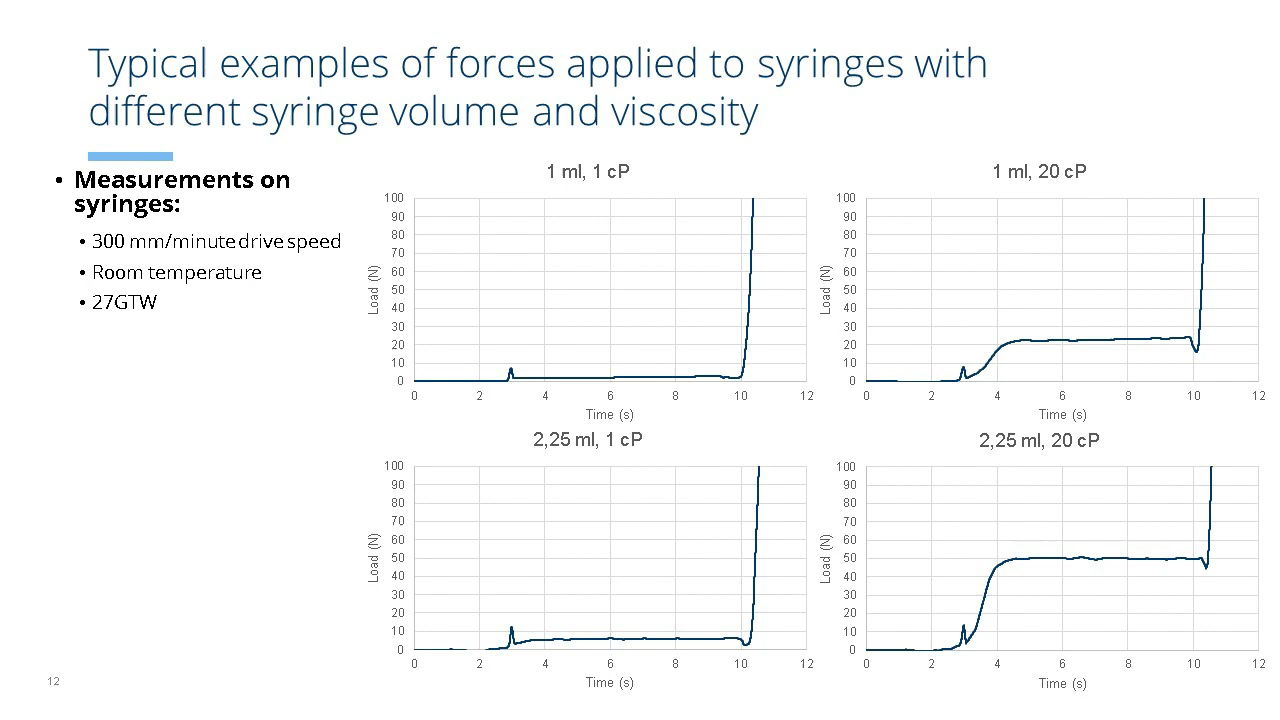 Typical examples of forces applied to syringes with
different syringe volume and viscosity
• Measurements on
syringes:
• 300 mm/minute drive speed
• Room temperature
• 27GTW
1 ml, 1 cP
Load (N)
100
90
80
70
60
50
40
30
20
10
0
0 2 4 6 8 10 12
Time (s)
1 ml, 20 cP
Load (N)
100
90
80
70
60
50
40
30
20
10
0
0 2 4 6 8 10 12
Time (s)
2,25 ml, 1 cP
Load (N)
100
90
80
70
60
50
40
30
20
10
0
0 2 4 6 8 10 12
Time (s)
2,25 ml, 20 cP
Load (N)
100
90
80
70
60
50
40
30
20
10
0
0 2 4 6 8 10 12
Time (s)
12